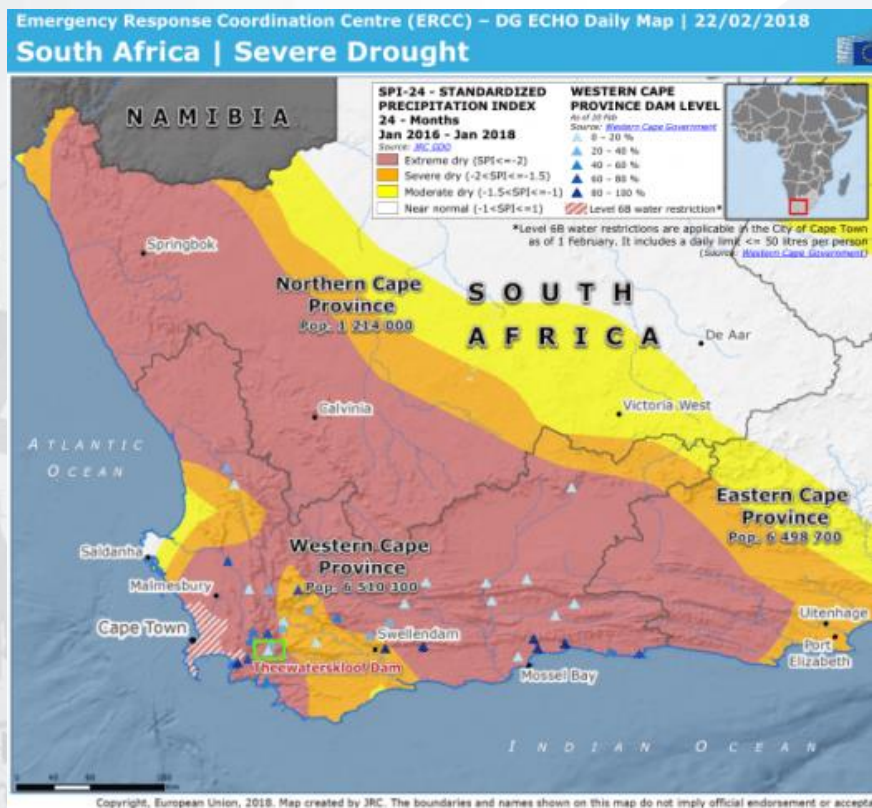 Emergency Response Coordination Centre (ERCC) – DG ECHO Daily Map | 22/02/2018
South Africa | Severe Drought
NAMIBIA
SPI-24 - STANDARDIZED
PRECIPITATION INDEX
24 - Months
Jan 2016 - Jan 2018
Source: JRC GDO
Extreme dry (SPI<=-2)
Severe dry (-2<SPI<=-1.5)
Moderate dry (-1.5<SPI<=-1)
Near normal (-1<SPI<=1)
WESTERN CAPE
PROVINCE DAM LEVEL
As of 20 Feb
Source: Western Cape Government
0 - 20 %
20 - 40 %
40 - 60 %
60 - 80 %
80 - 100 %
Level 6B water restriction*
*Level 6B water restrictions are applicable in the City of Cape Town
as of 1 February. It includes a daily limit <= 50 litres per person
(Source: Western Cape Government)
Springbok
Northern Cape
Province
Pop. 1 214 000
SOUTH
AFRICA
De Aar
Calvinia
Victoria West
ATLANTIC
OCEAN
Eastern Cape
Province
Pop. 6 498 700
Saldanha
Western Cape
Province
Pop. 6 510 300
Malmesbury
Cape Town
Swellendam
Theewaterskloof Dam
Uitenhage
Port
Elizabeth
Mossel Bay
INDIAN OCEAN
Copyright, European Union, 2018. Map created by JRC. The boundaries and names shown on this map do not imply official endorsement or